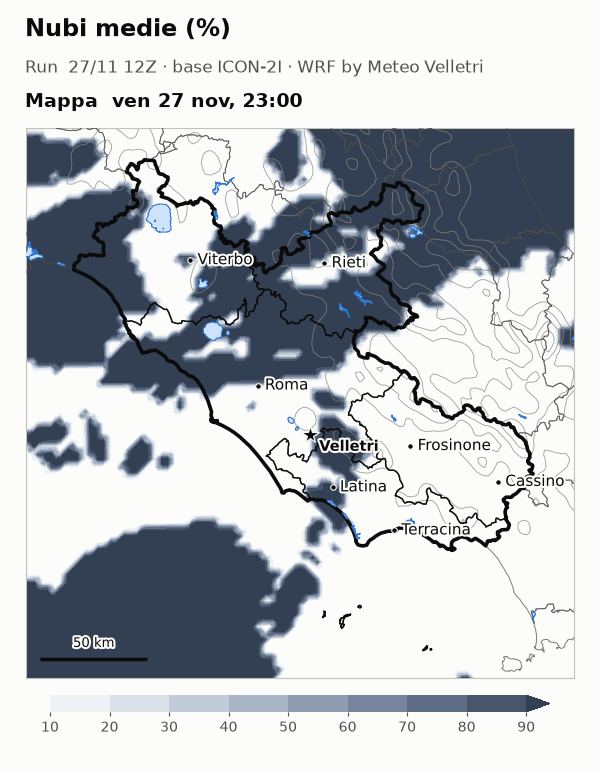 Nubi medie (%)
Run  27/11 12Z · base ICON-2I · WRF by Meteo Velletri
Mappa  ven 27 nov, 23:00
Viterbo
Rieti
Roma
Velletri
Frosinone
Latina
Cassino
Terracina
50 km
10 20 30 40 50 60 70 80 90